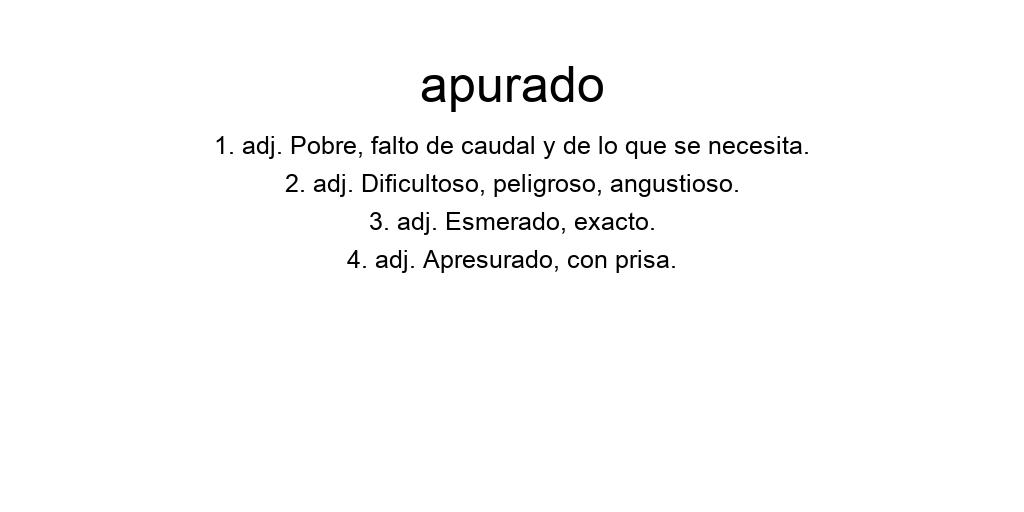 apurado
1. adj. Pobre, falto de caudal y de lo que se necesita.
2. adj. Dificultoso, peligroso, angustioso.
3. adj. Esmerado, exacto.
4. adj. Apresurado, con prisa.